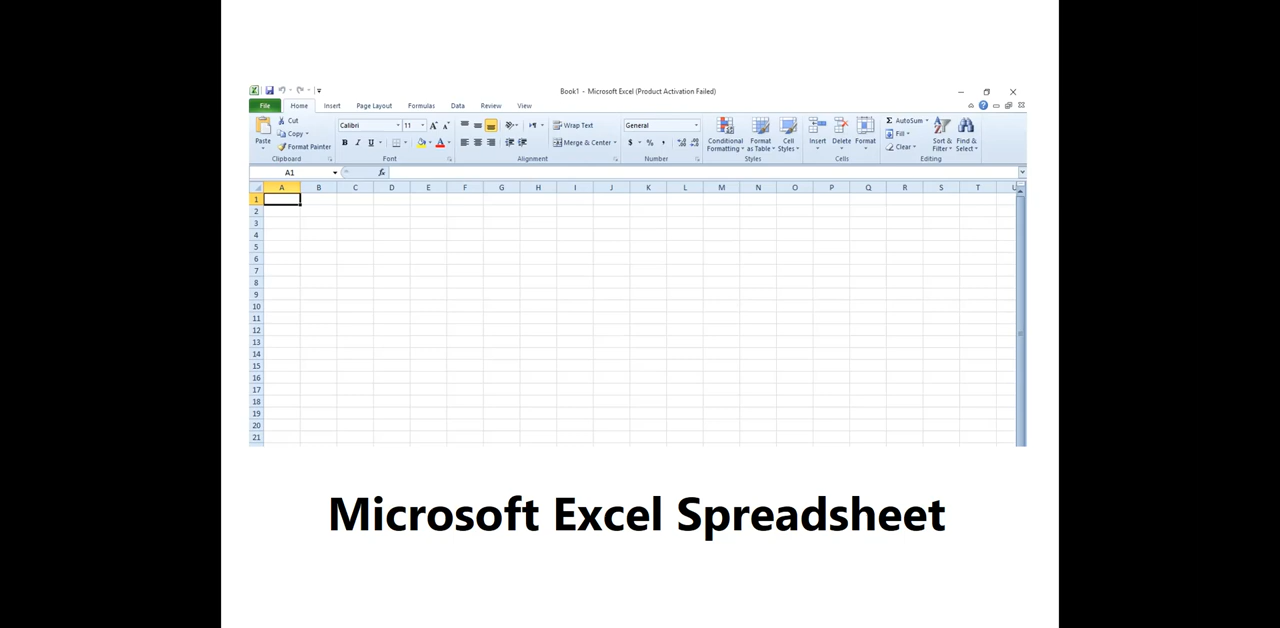 Book1 - Microsoft Excel (Product Activation Failed)
File Home Insert Page Layout Formulas Data Review View
Paste
Cut
Copy
Format Painter
Clipboard
Calibri 11
B I U
A
Font
Wrap Text
Merge & Center
Alignment
General
$ % ,
Number
Conditional Formatting
Format as Table
Cell Styles
Styles
Insert
Delete
Format
Cells
Σ AutoSum
Fill
Clear
Sort & Filter
Find & Select
Editing
A1
fx
A B C D E F G H I J K L M N O P Q R S T U
1
2
3
4
5
6
7
8
9
10
11
12
13
14
15
16
17
18
19
20
21
Microsoft Excel Spreadsheet